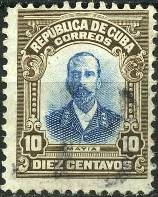 REPUBLICA DE CUBA
CORREOS
MAYIA
10 10
DIEZ CENTAVOS